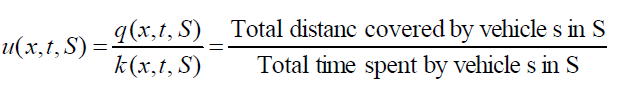 u(x,t,S) = q(x,t,S) / k(x,t,S) = Total distanc covered by vehicle s in S / Total time spent by vehicle s in S